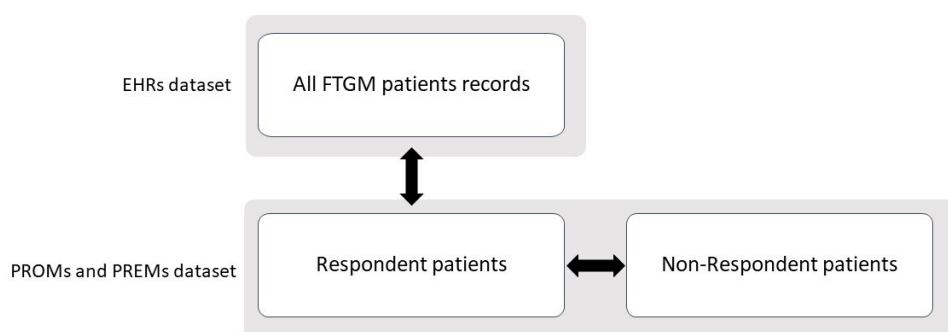 EHRs dataset
All FTGM patients records
PROMs and PREMs dataset
Respondent patients
Non-Respondent patients